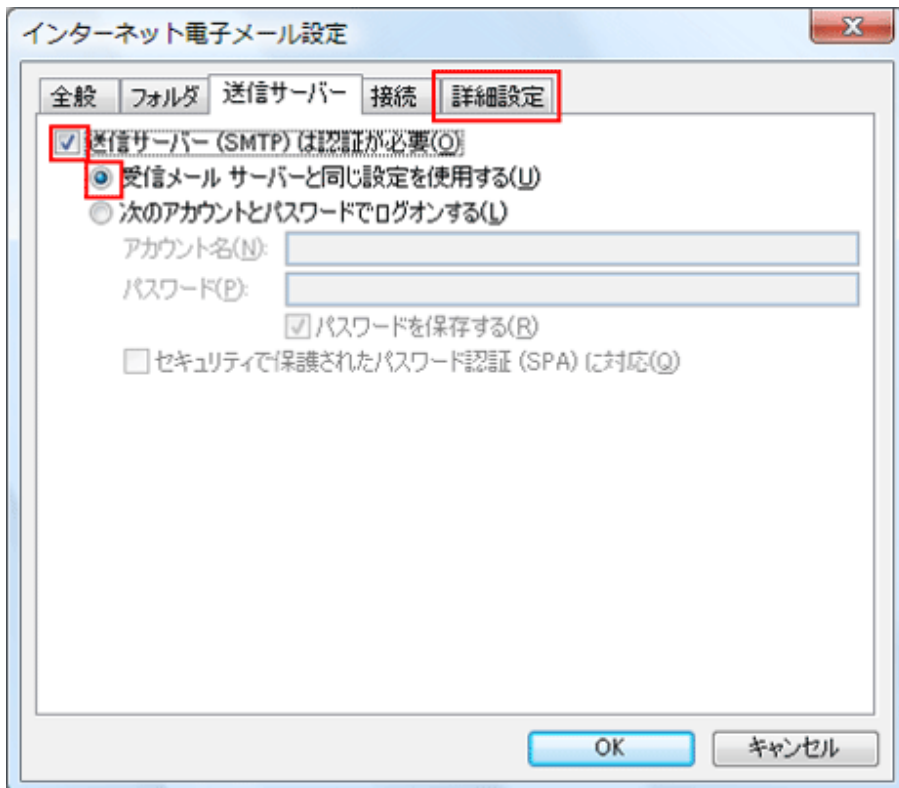 インターネット電子メール設定
全般 フォルダ 送信サーバー 接続 詳細設定
送信サーバー (SMTP) は認証が必要(O)
受信メール サーバーと同じ設定を使用する(U)
次のアカウントとパスワードでログオンする(L)
アカウント名(N):
パスワード(P):
パスワードを保存する(R)
セキュリティで保護されたパスワード認証 (SPA) に対応(Q)
OK キャンセル